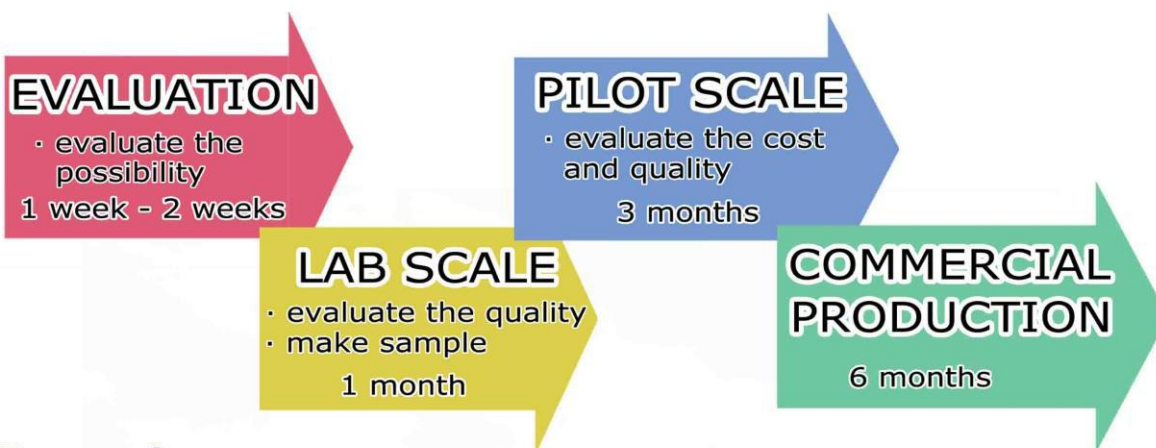 EVALUATION
· evaluate the
possibility
1 week - 2 weeks
LAB SCALE
· evaluate the quality
· make sample
1 month
PILOT SCALE
· evaluate the cost
and quality
3 months
COMMERCIAL
PRODUCTION
6 months